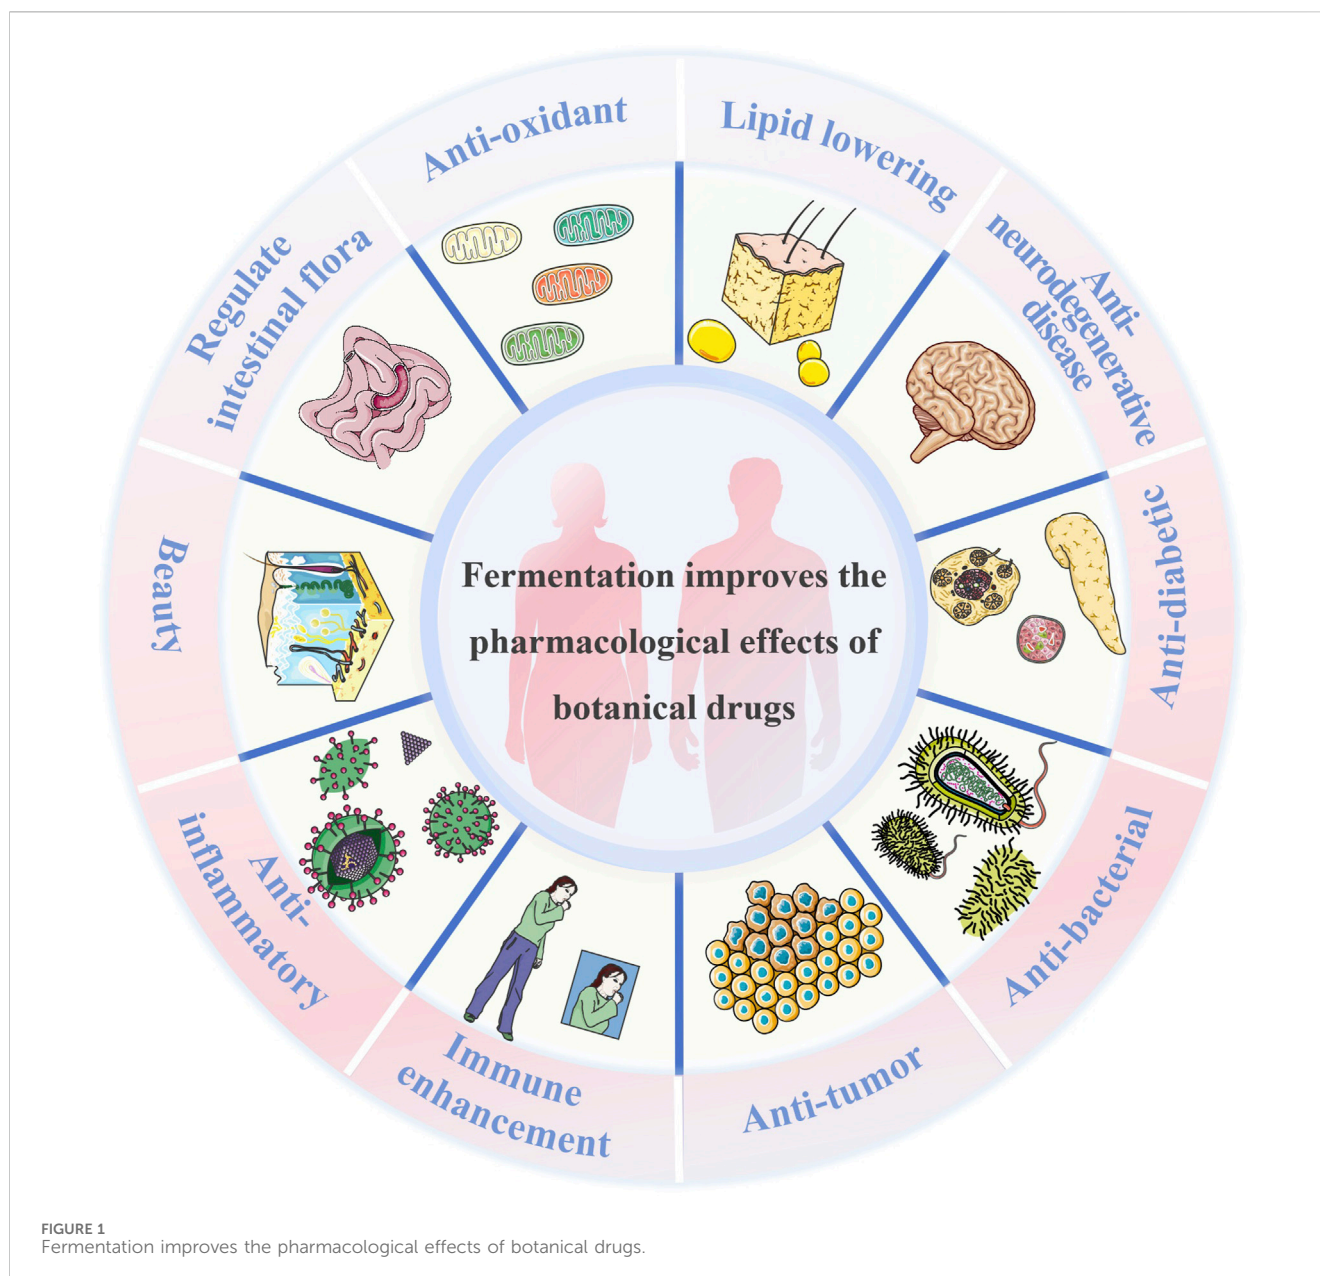 Anti-oxidant
Lipid lowering
Anti-
neurodegenerative
disease
Anti-diabetic
Anti-bacterial
Anti-tumor
Immune
enhancement
Anti-
inflammatory
Beauty
Regulate
intestinal flora
Fermentation improves the
pharmacological effects of
botanical drugs
FIGURE 1
Fermentation improves the pharmacological effects of botanical drugs.